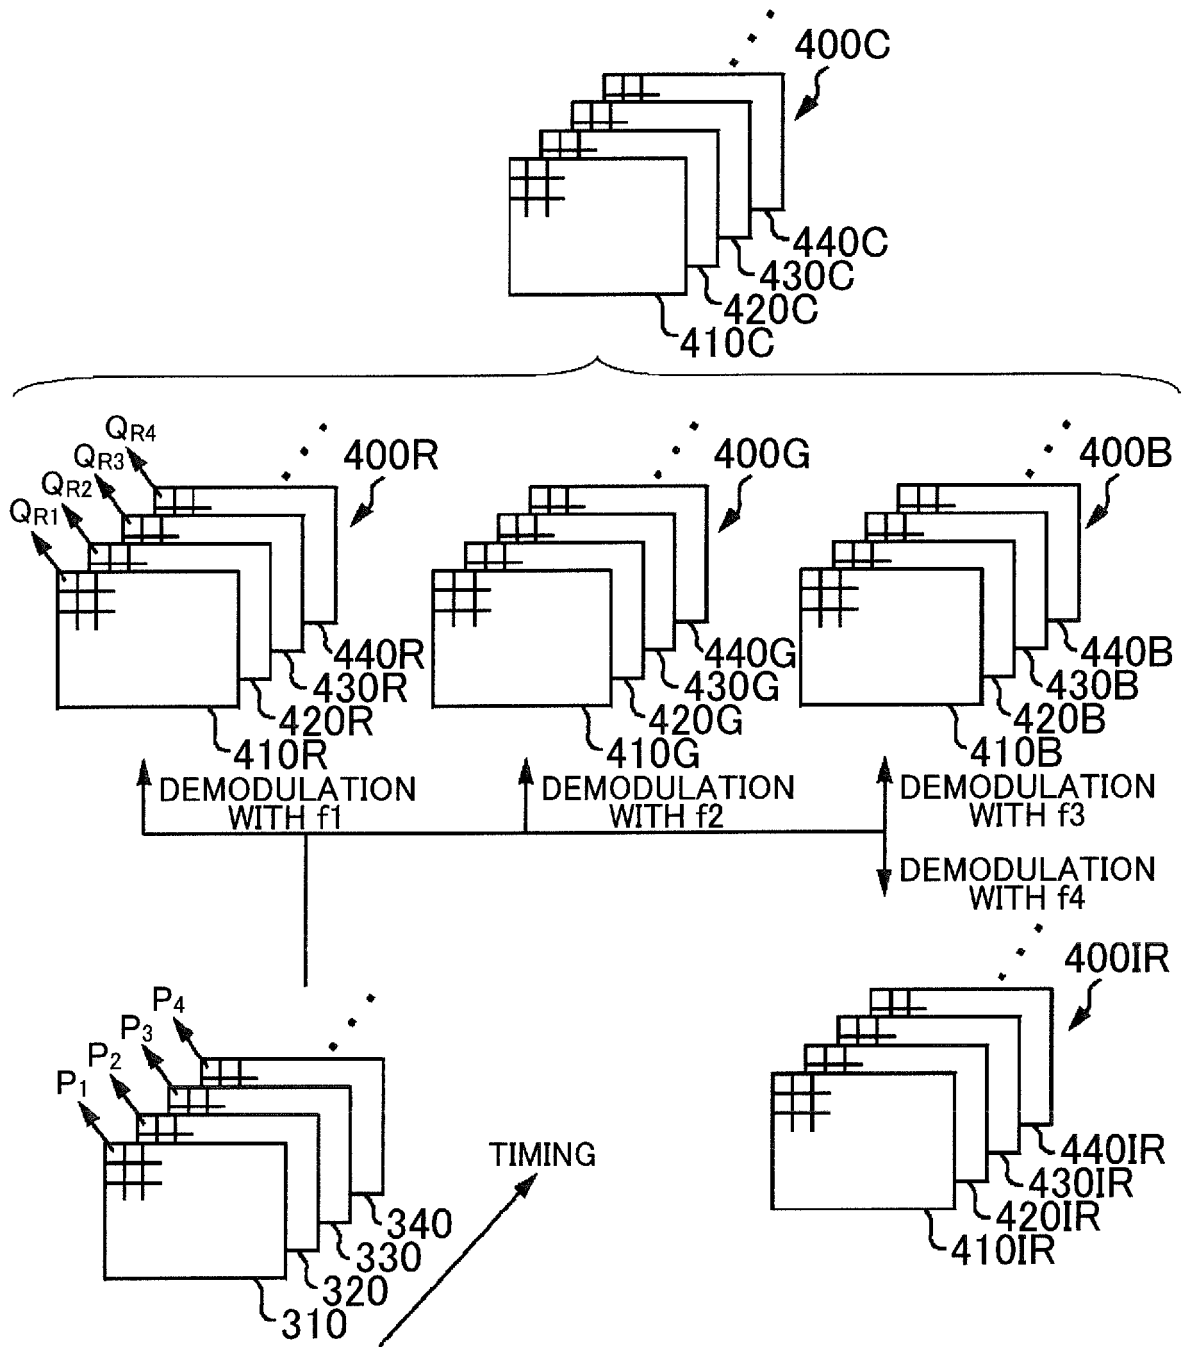 400C
440C
430C
420C
410C
QR4
QR3
QR2
QR1
400R
440R
430R
420R
410R
400G
440G
430G
420G
410G
400B
440B
430B
420B
410B
DEMODULATION
WITH f1
DEMODULATION
WITH f2
DEMODULATION
WITH f3
DEMODULATION
WITH f4
P4
P3
P2
P1
340
330
320
310
TIMING
400IR
440IR
430IR
420IR
410IR